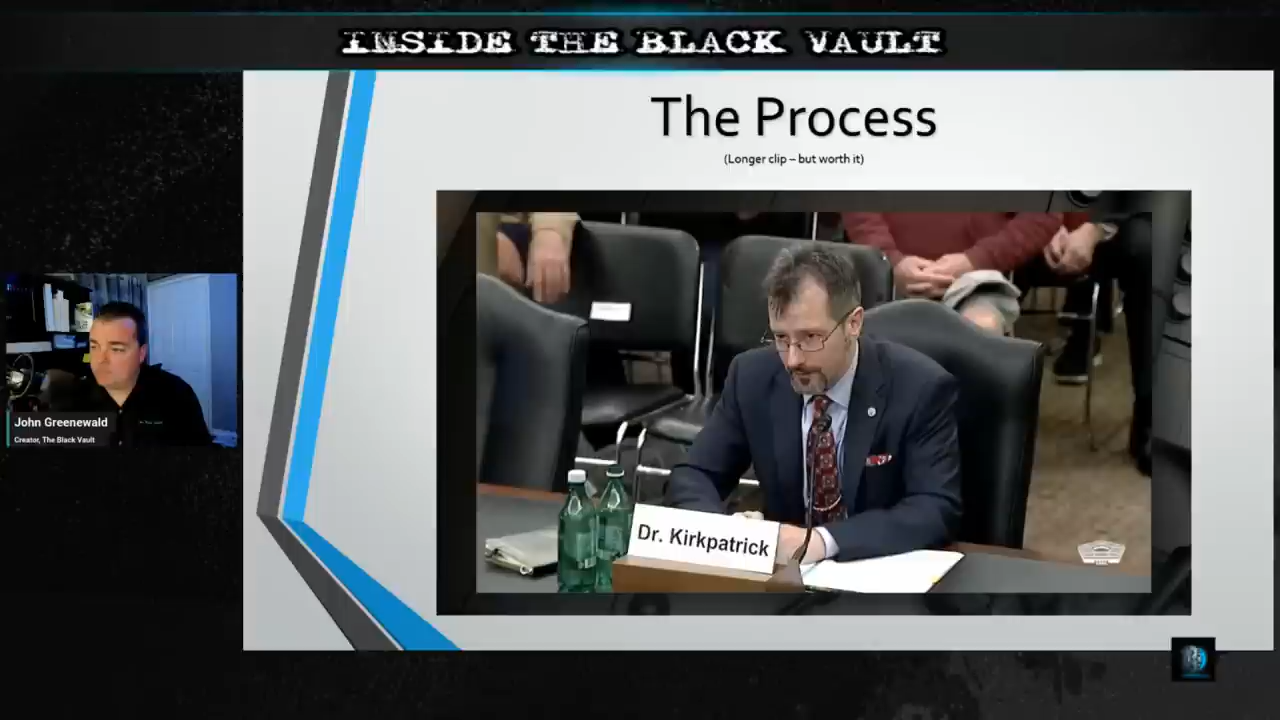 INSIDE THE BLACK VAULT
The Process
(Longer clip – but worth it)
John Greenewald
Creator, The Black Vault
Dr. Kirkpatrick